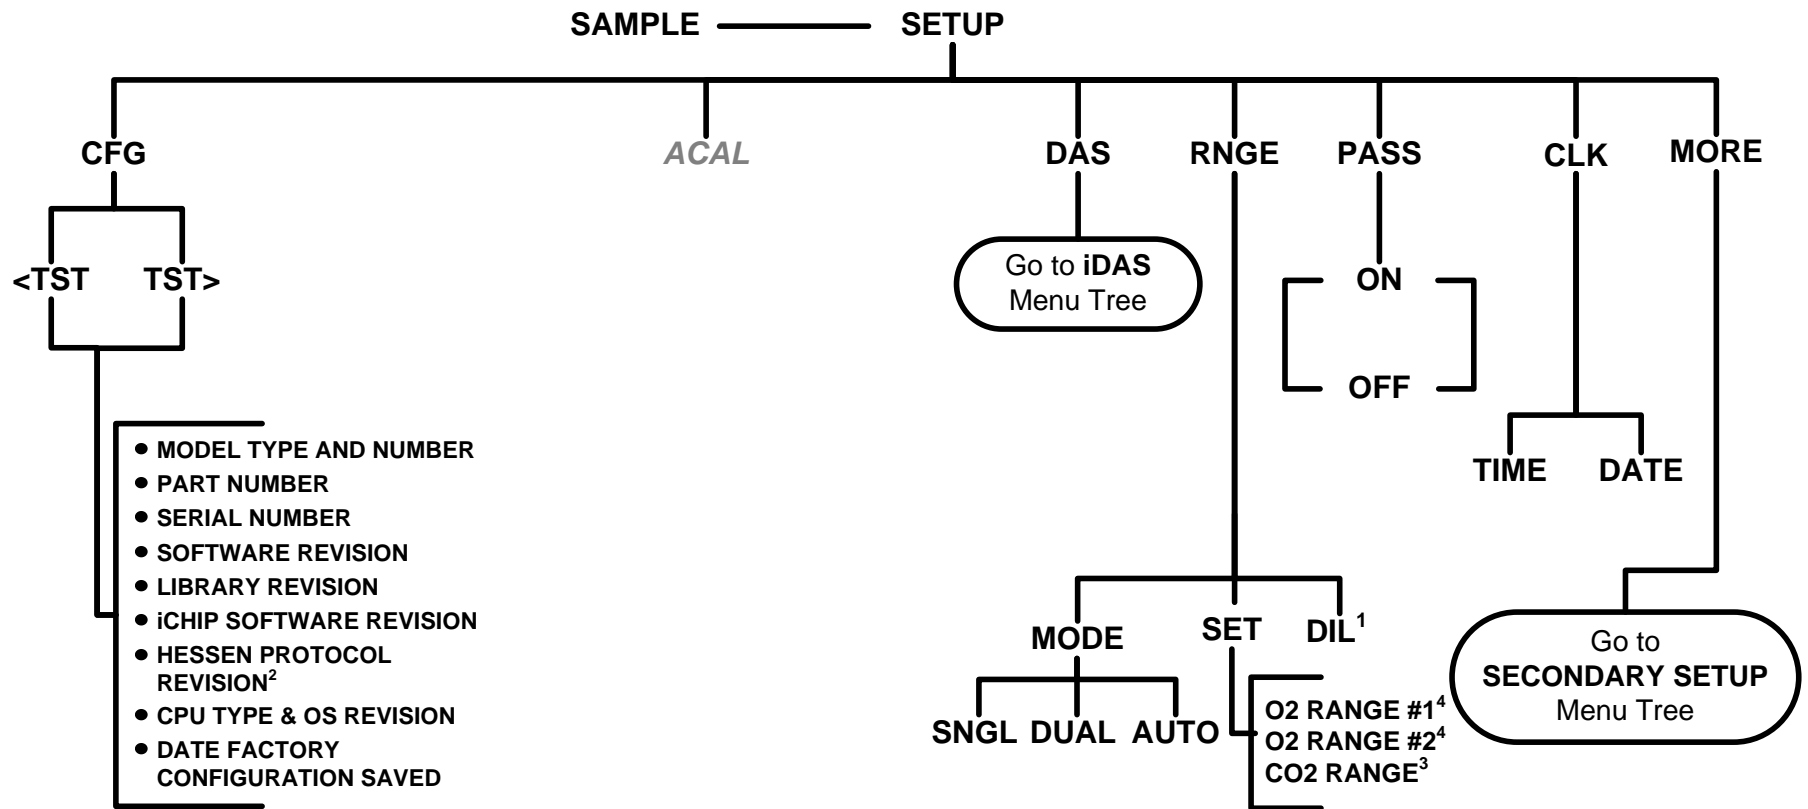 SAMPLE SETUP
CFG ACAL DAS RNGE PASS CLK MORE
<TST TST>
● MODEL TYPE AND NUMBER
● PART NUMBER
● SERIAL NUMBER
● SOFTWARE REVISION
● LIBRARY REVISION
● iCHIP SOFTWARE REVISION
● HESSEN PROTOCOL
REVISION²
● CPU TYPE & OS REVISION
● DATE FACTORY
CONFIGURATION SAVED
Go to iDAS
Menu Tree
MODE SET DIL¹
SNGL DUAL AUTO
O2 RANGE #1⁴
O2 RANGE #2⁴
CO2 RANGE³
ON
OFF
TIME DATE
Go to
SECONDARY SETUP
Menu Tree